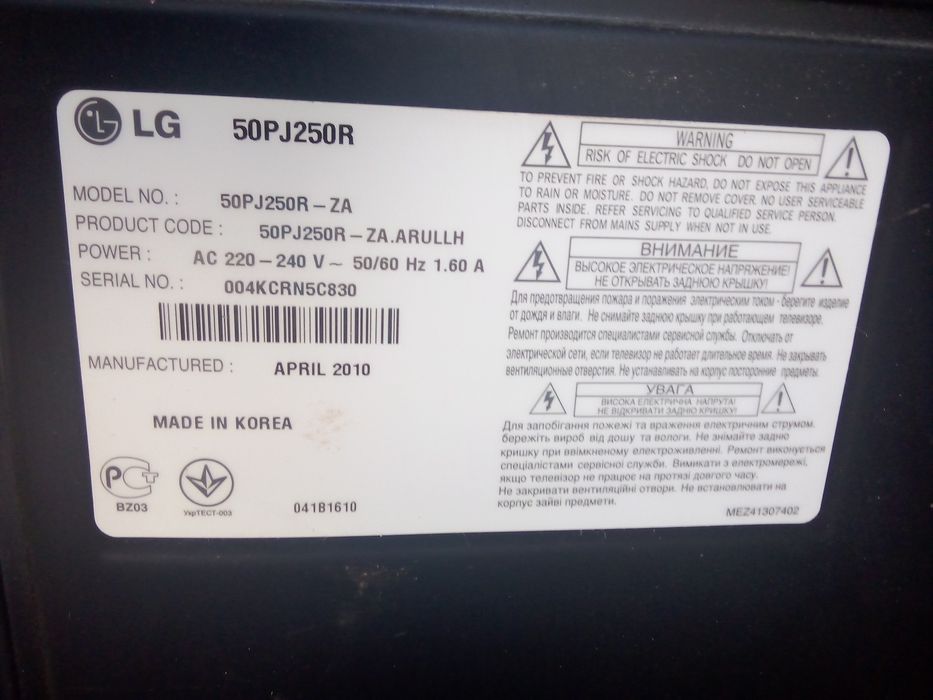 LG 50PJ250R
MODEL NO. : 50PJ250R-ZA
PRODUCT CODE : 50PJ250R-ZA.ARULLH
POWER : AC 220-240 V ~ 50/60 Hz 1.60 A
SERIAL NO. : 004KCRN5C830
MANUFACTURED : APRIL 2010
MADE IN KOREA
РСТ
BZ03
УкрТЕСТ-003
041B1610
WARNING
RISK OF ELECTRIC SHOCK DO NOT OPEN
TO PREVENT FIRE OR SHOCK HAZARD, DO NOT EXPOSE THIS APPLIANCE
TO RAIN OR MOISTURE. DO NOT REMOVE COVER. NO USER SERVICEABLE
PARTS INSIDE. REFER SERVICING TO QUALIFIED SERVICE PERSON.
DISCONNECT FROM MAINS SUPPLY WHEN NOT IN USE.
ВНИМАНИЕ
ВЫСОКОЕ ЭЛЕКТРИЧЕСКОЕ НАПРЯЖЕНИЕ!
НЕ ОТКРЫВАТЬ ЗАДНЮЮ КРЫШКУ!
Для предотвращения пожара и поражения электрическим током - берегите изделие
от дождя и влаги. Не снимайте заднюю крышку при работающем телевизоре.
Ремонт производится специалистами сервисной службы. Отключать от
электрической сети, если телевизор не работает длительное время. Не закрывать
вентиляционные отверстия. Не устанавливать на корпус посторонние предметы.
УВАГА
ВИСОКА ЕЛЕКТРИЧНА НАПРУГА!
НЕ ВІДКРИВАТИ ЗАДНЮ КРИШКУ!
Для запобігання пожежі та враження електричним струмом.
бережіть виріб від дошу та вологи. Не знімайте задню
кришку при ввімкненому електроживленні. Ремонт виконується
спеціалістами сервісної служби. Вимикати з електромережі,
якщо телевізор не працює на протязі довгого часу.
Не закривати вентиляційні отвори. Не встановлювати на
корпус зайві предмети.
MEZ41307402